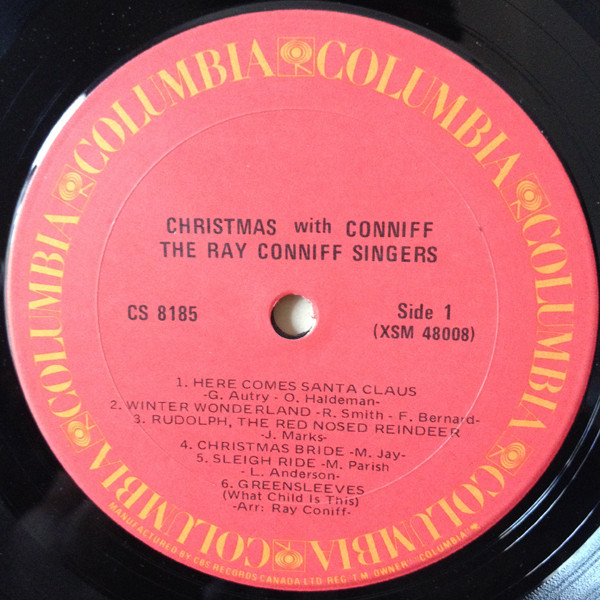 COLUMBIA COLUMBIA COLUMBIA COLUMBIA COLUMBIA COLUMBIA
CHRISTMAS with CONNIFF
THE RAY CONNIFF SINGERS
CS 8185
Side 1
(XSM 48008)
1. HERE COMES SANTA CLAUS
-G. Autry - O. Haldeman-
2. WINTER WONDERLAND -R. Smith - F. Bernard-
3. RUDOLPH, THE RED NOSED REINDEER
-J. Marks-
4. CHRISTMAS BRIDE -M. Jay-
5. SLEIGH RIDE -M. Parish
- L. Anderson-
6. GREENSLEEVES
(What Child Is This)
-Arr: Ray Coniff-
MANUFACTURED BY CBS RECORDS CANADA LTD. REG. T.M. OWNER "COLUMBIA"